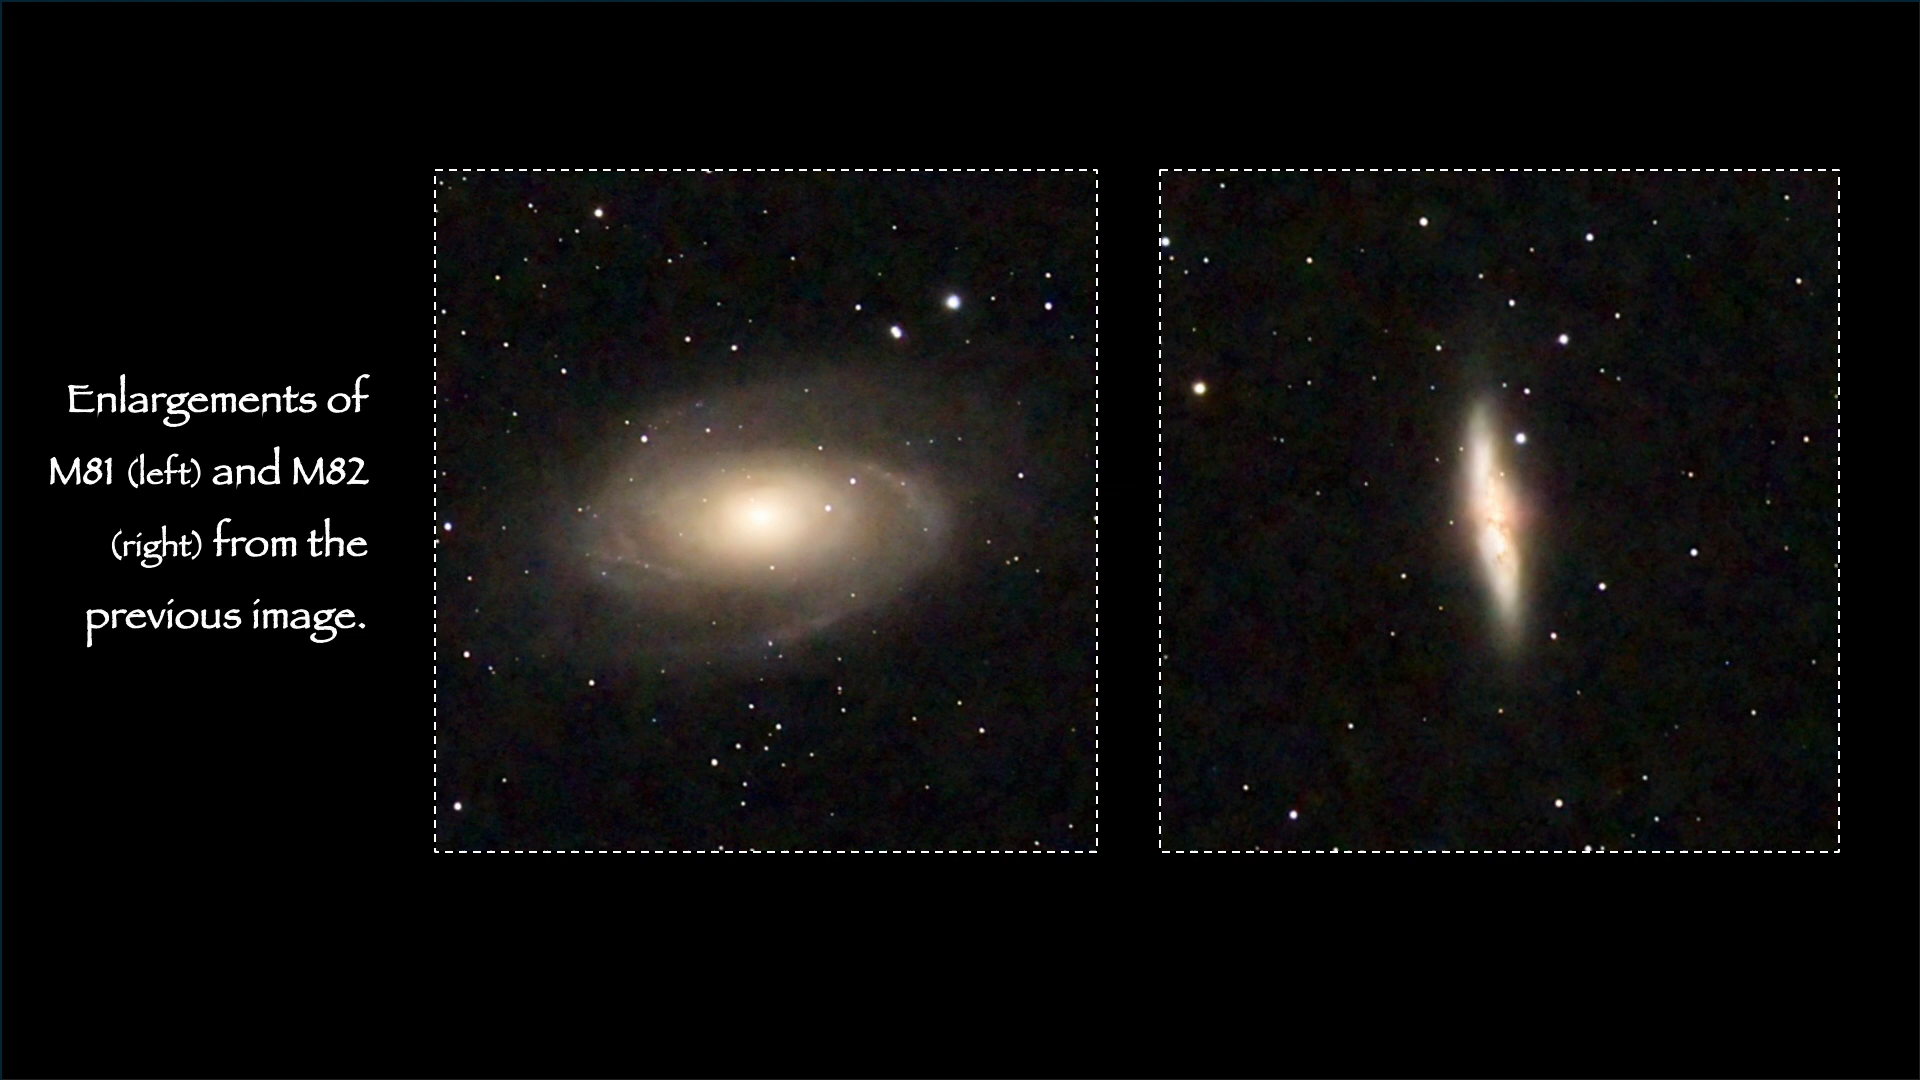 Enlargements of
M81 (left) and M82
(right) from the
previous image.